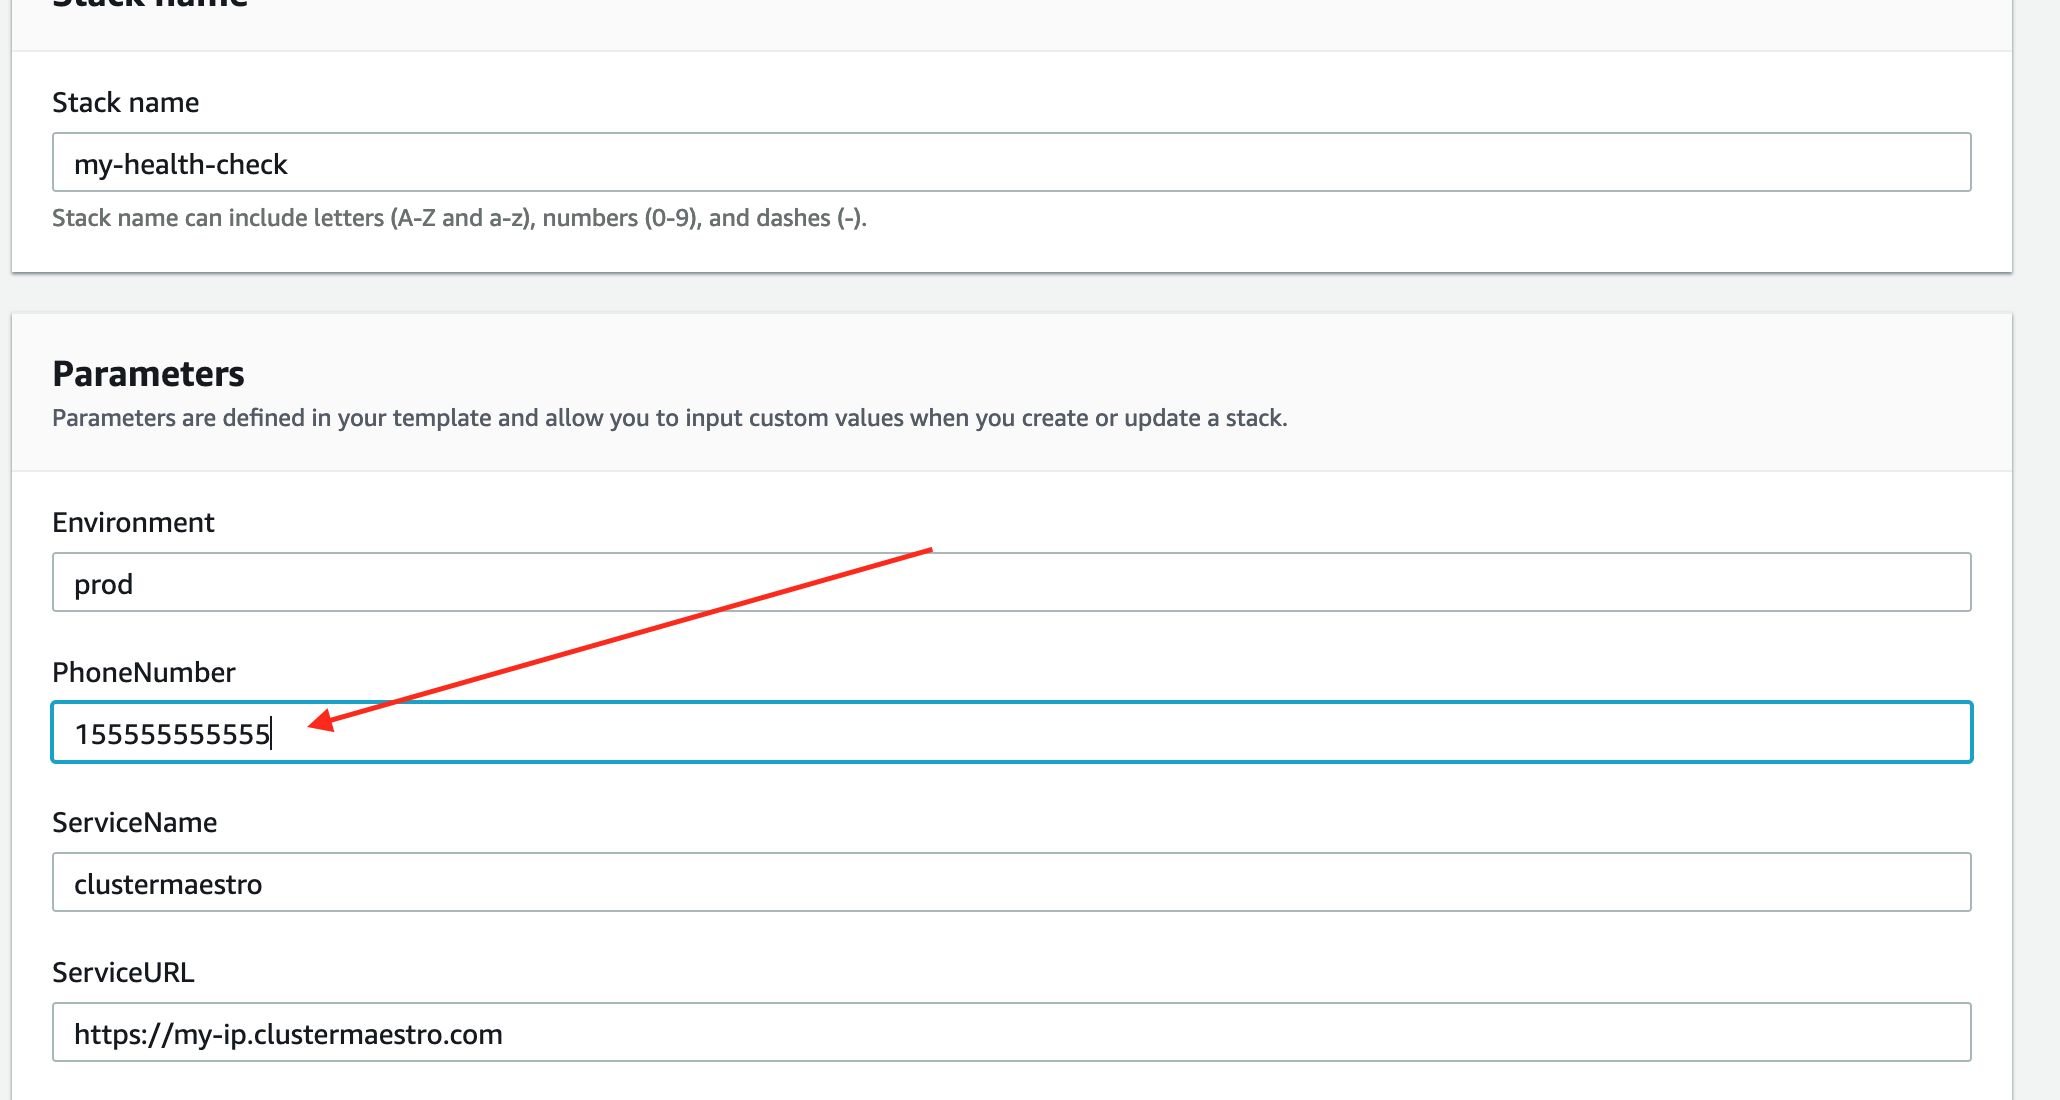 Stack name
Stack name
my-health-check
Stack name can include letters (A-Z and a-z), numbers (0-9), and dashes (-).
Parameters
Parameters are defined in your template and allow you to input custom values when you create or update a stack.
Environment
prod
PhoneNumber
155555555555
ServiceName
clustermaestro
ServiceURL
https://my-ip.clustermaestro.com